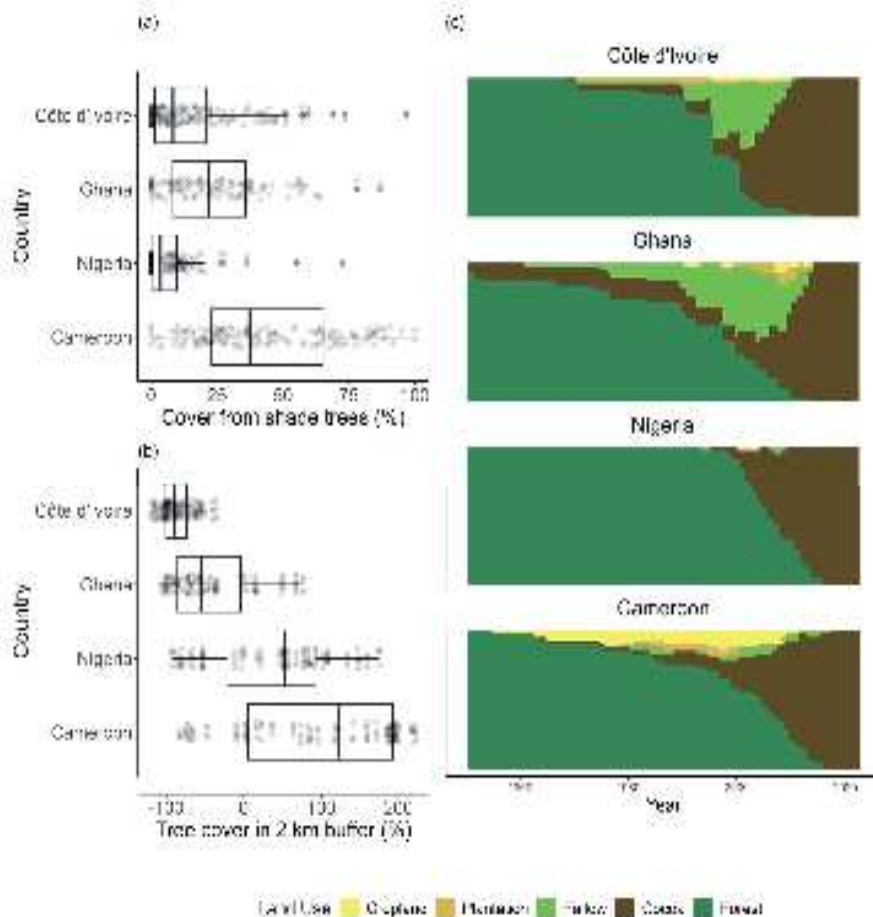 (a)
Country
Côte d'Ivoire
Ghana
Nigeria
Cameroon
0 25 50 75 100
Cover from shade trees (%)
(b)
Country
Côte d'Ivoire
Ghana
Nigeria
Cameroon
-100 0 100 200
Tree cover in 2 km buffer (%)
(c)
Côte d'Ivoire
Ghana
Nigeria
Cameroon
Year
Land Use Cropland Plantation Fallow Cocoa Forest